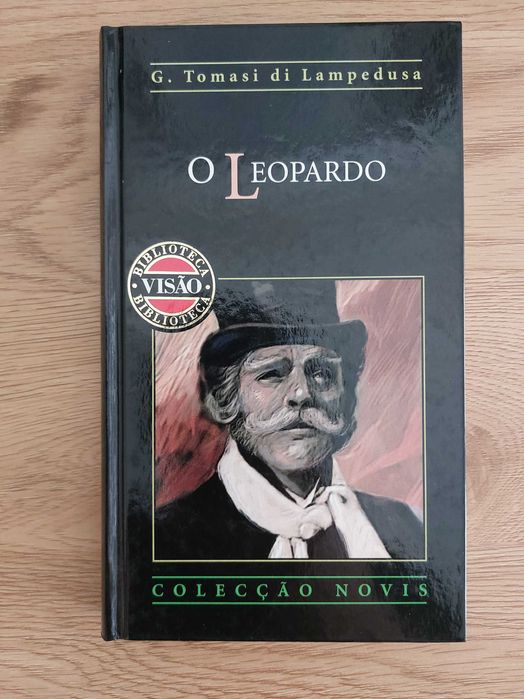 G. Tomasi di Lampedusa
O LEOPARDO
BIBLIOTECA
VISÃO
BIBLIOTECA
COLECÇÃO NOVIS